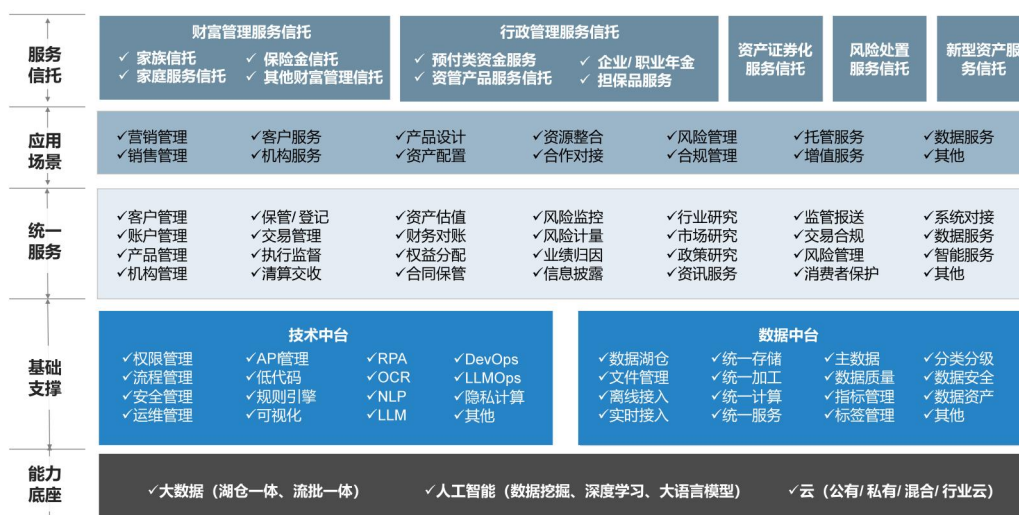 服务
信托
财富管理服务信托
✓ 家族信托 ✓ 保险金信托
✓ 家庭服务信托 ✓ 其他财富管理信托
行政管理服务信托
✓ 预付类资金服务 ✓ 企业/ 职业年金
✓ 资管产品服务信托 ✓ 担保品服务
资产证券化
服务信托
风险处置
服务信托
新型资产服
务信托
应用
场景
✓营销管理 ✓客户服务 ✓产品设计 ✓资源整合 ✓风险管理 ✓托管服务 ✓数据服务
✓销售管理 ✓机构服务 ✓资产配置 ✓合作对接 ✓合规管理 ✓增值服务 ✓其他
统一
服务
✓客户管理 ✓保管/ 登记 ✓资产估值 ✓风险监控 ✓行业研究 ✓监管报送 ✓系统对接
✓账户管理 ✓交易管理 ✓财务对账 ✓风险计量 ✓市场研究 ✓交易合规 ✓数据服务
✓产品管理 ✓执行监督 ✓权益分配 ✓业绩归因 ✓政策研究 ✓风险管理 ✓智能服务
✓机构管理 ✓清算交收 ✓合同保管 ✓信息披露 ✓资讯服务 ✓消费者保护 ✓其他
基础
支撑
技术中台
✓权限管理 ✓API管理 ✓RPA ✓DevOps
✓流程管理 ✓低代码 ✓OCR ✓LLMOps
✓安全管理 ✓规则引擎 ✓NLP ✓隐私计算
✓运维管理 ✓可视化 ✓LLM ✓其他
数据中台
✓数据湖仓 ✓统一存储 ✓主数据 ✓分类分级
✓文件管理 ✓统一加工 ✓数据质量 ✓数据安全
✓离线接入 ✓统一计算 ✓指标管理 ✓数据资产
✓实时接入 ✓统一服务 ✓标签管理 ✓其他
能力
底座
✓大数据（湖仓一体、流批一体） ✓人工智能（数据挖掘、深度学习、大语言模型） ✓云（公有/ 私有/ 混合/ 行业云）